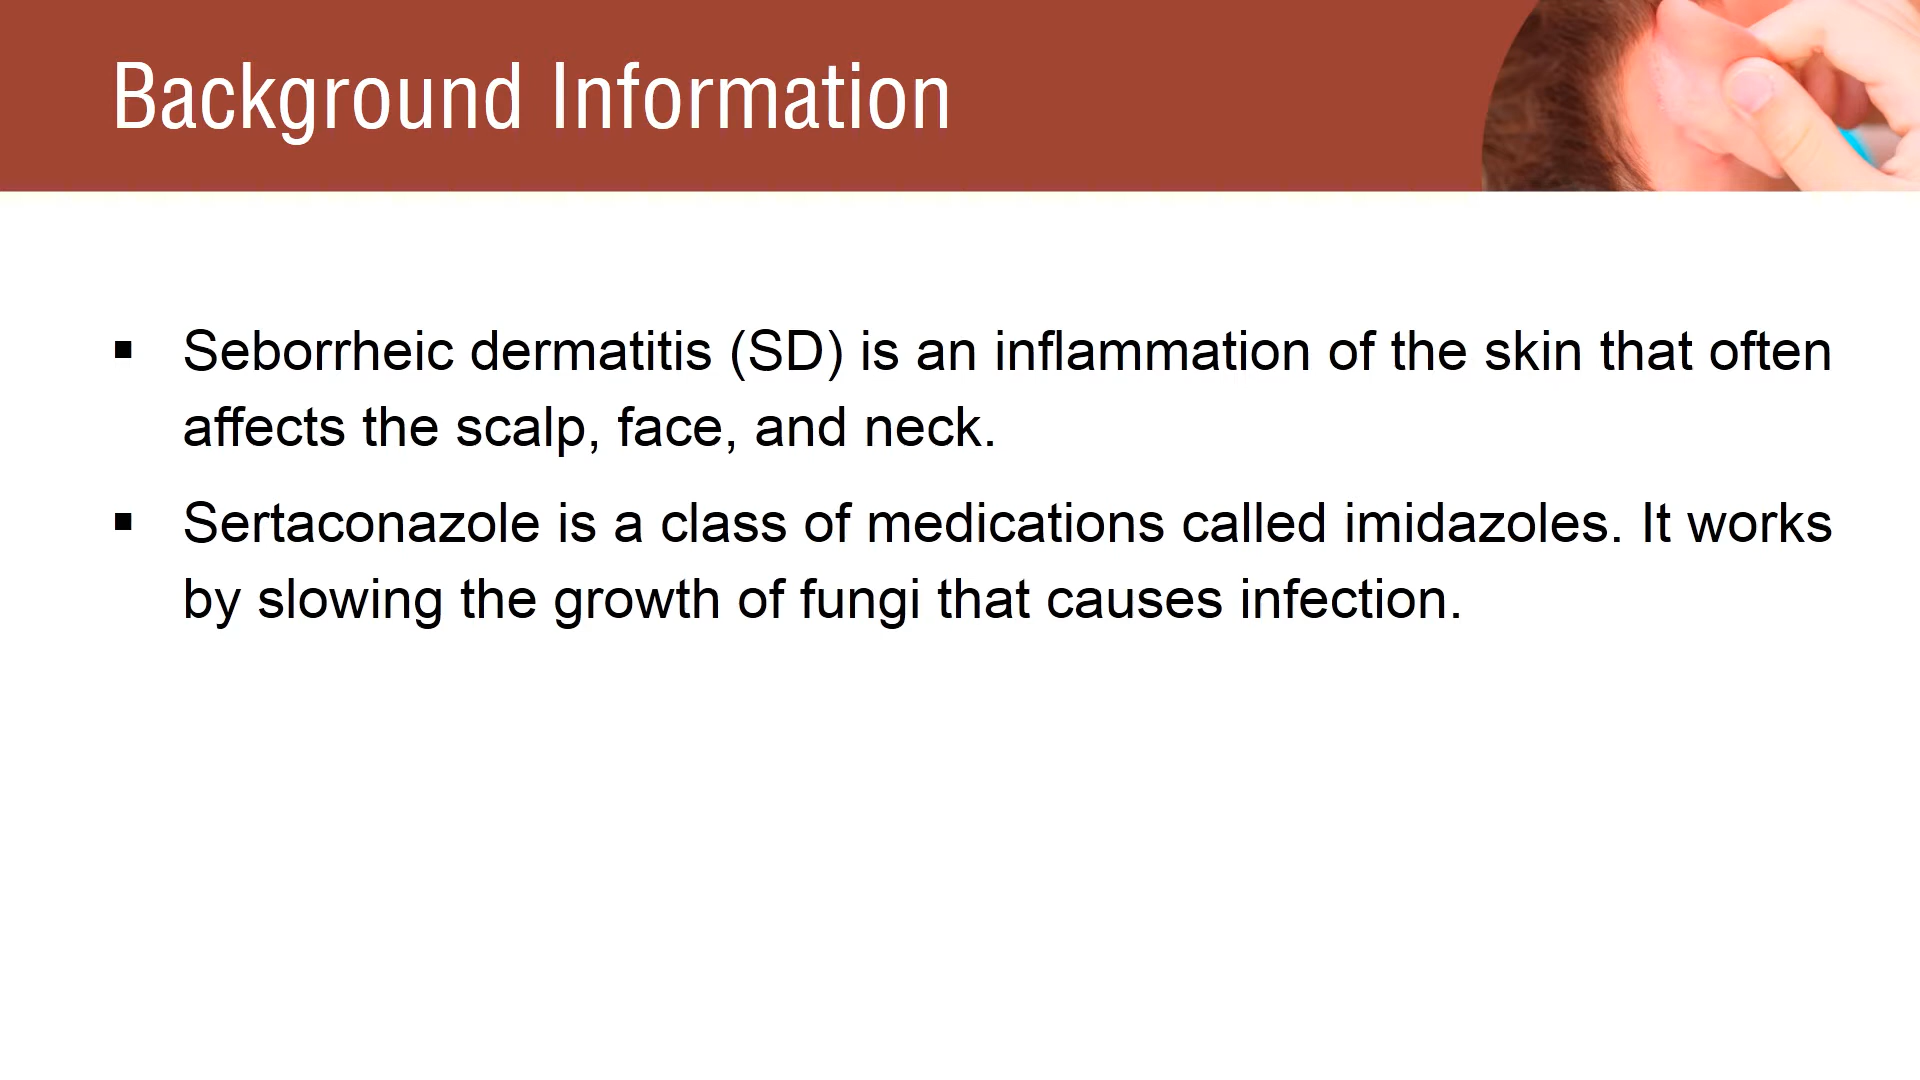 Background Information
▪ Seborrheic dermatitis (SD) is an inflammation of the skin that often
affects the scalp, face, and neck.
▪ Sertaconazole is a class of medications called imidazoles. It works
by slowing the growth of fungi that causes infection.